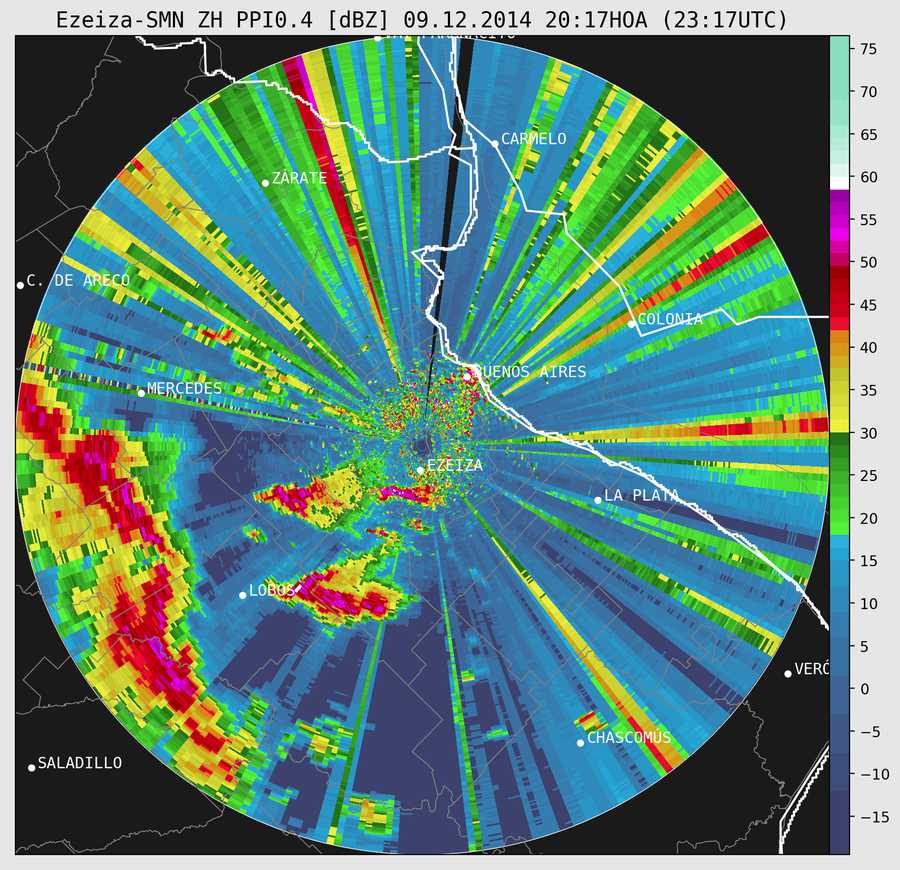 Ezeiza-SMN ZH PPI0.4 [dBZ] 09.12.2014 20:17HOA (23:17UTC)
75
70
CARMELO
65
ZÁRATE
60
55
C. DE ARECO
50
COLONIA
45
BUENOS AIRES
40
MERCEDES
35
30
EZEIZA
25
LA PLATA
20
15
LOBOS
10
5
0
CHASCOMÚS
−5
SALADILLO
−10
−15